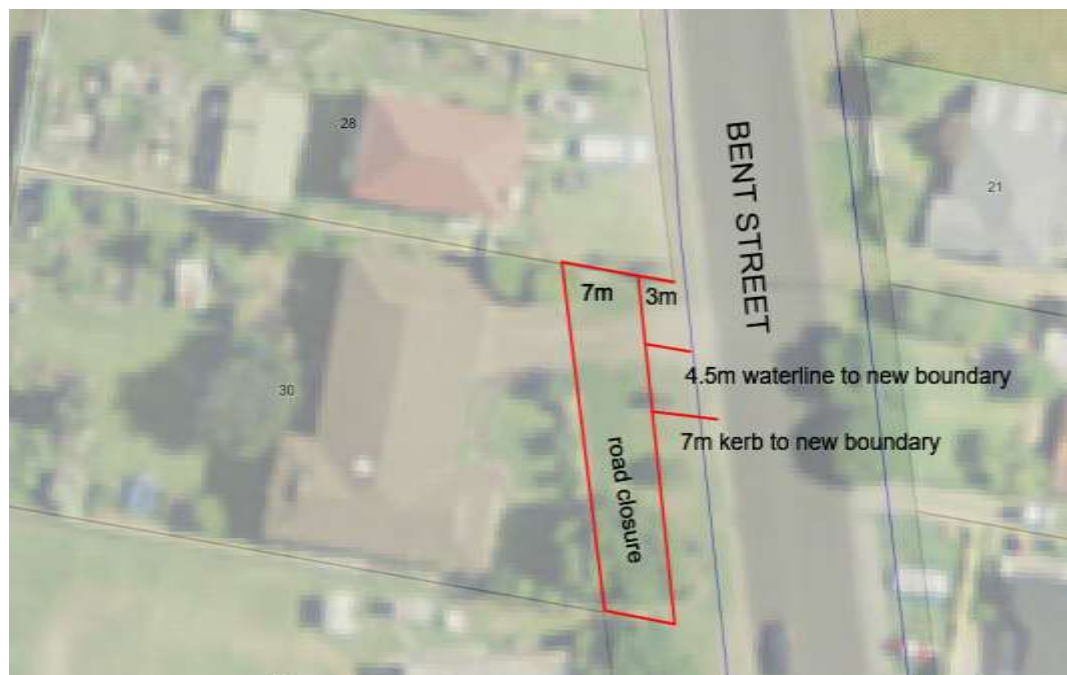 28
BENT STREET
21
7m
3m
4.5m waterline to new boundary
30
7m kerb to new boundary
road closure